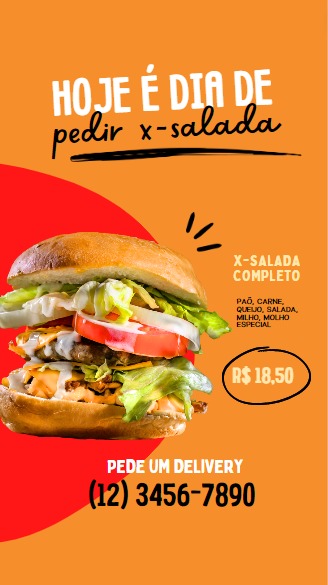 HOJE É DIA DE
pedir x-salada
X-SALADA
COMPLETO
PAÕ, CARNE,
QUEIJO, SALADA,
MILHO, MOLHO
ESPECIAL
R$ 18,50
PEDE UM DELIVERY
(12) 3456-7890